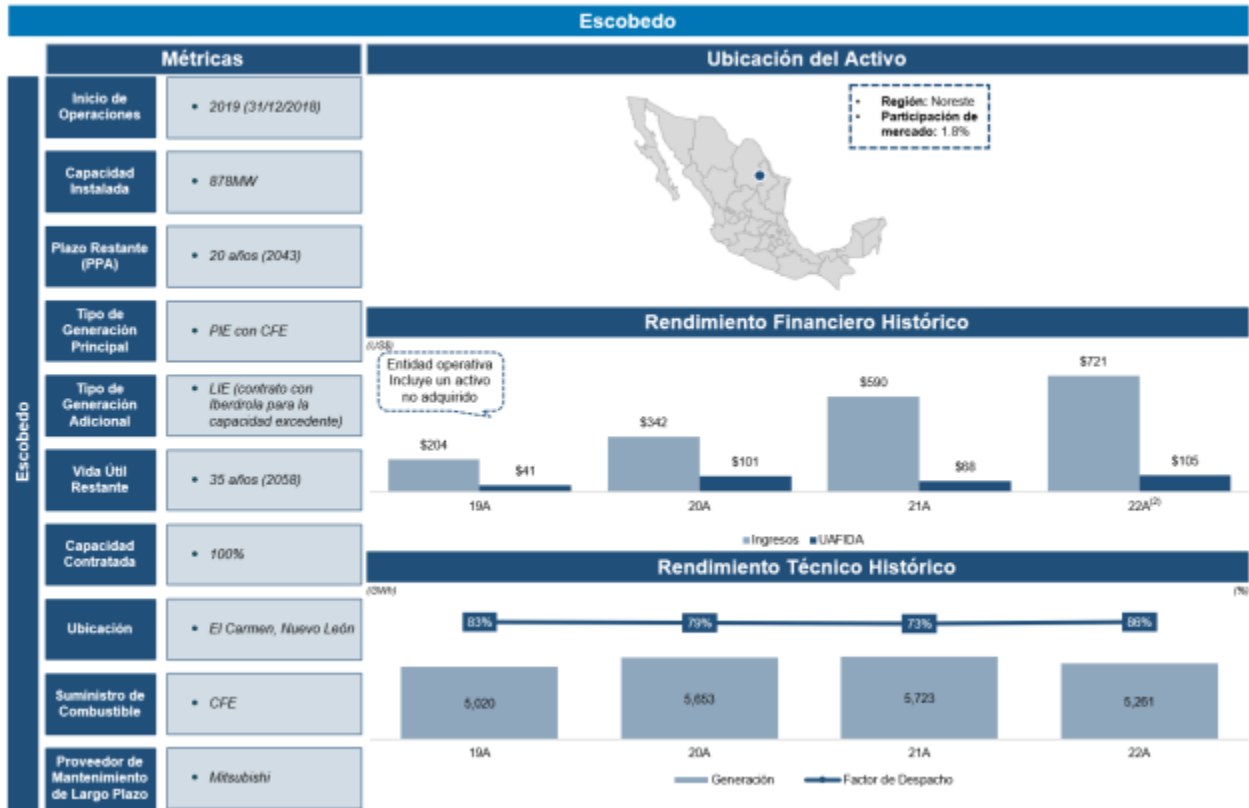 Escobedo
Métricas
Ubicación del Activo
Escobedo
Inicio de
Operaciones
• 2019 (31/12/2018)
Capacidad
Instalada
• 878MW
Plazo Restante
(PPA)
• 20 años (2043)
Tipo de
Generación
Principal
• PIE con CFE
Tipo de
Generación
Adicional
• LIE (contrato con
Iberdrola para la
capacidad excedente)
Vida Útil
Restante
• 35 años (2058)
Capacidad
Contratada
• 100%
Ubicación
• El Carmen, Nuevo León
Suministro de
Combustible
• CFE
Proveedor de
Mantenimiento
de Largo Plazo
• Mitsubishi
• Región: Noreste
• Participación de
mercado: 1.8%
Rendimiento Financiero Histórico
(US$)
Entidad operativa
Incluye un activo
no adquirido
$204
$41
$342
$101
$590
$68
$721
$105
19A
20A
21A
22A(2)
Ingresos
UAFIDA
Rendimiento Técnico Histórico
(GWh)
(%)
83%
79%
73%
86%
5,020
5,653
5,723
5,261
19A
20A
21A
22A
Generación
Factor de Despacho